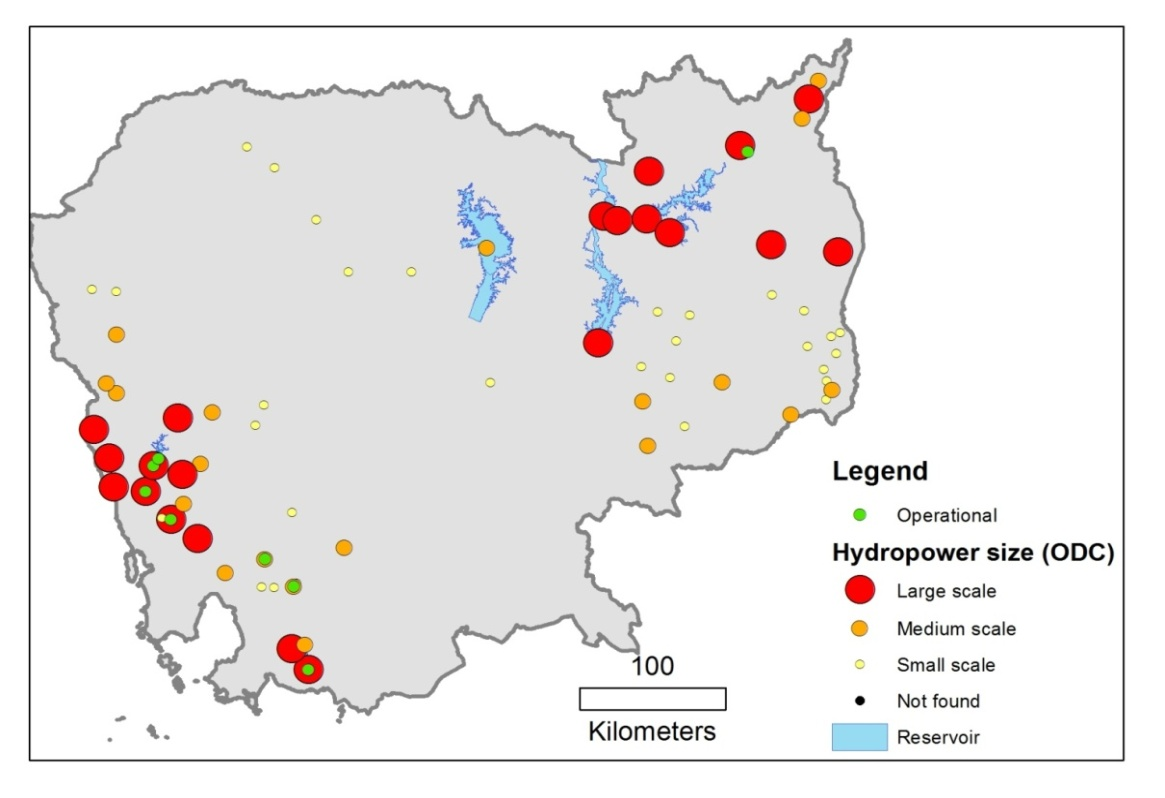 Legend
Operational
Hydropower size (ODC)
Large scale
Medium scale
Small scale
Not found
Reservoir
100
Kilometers